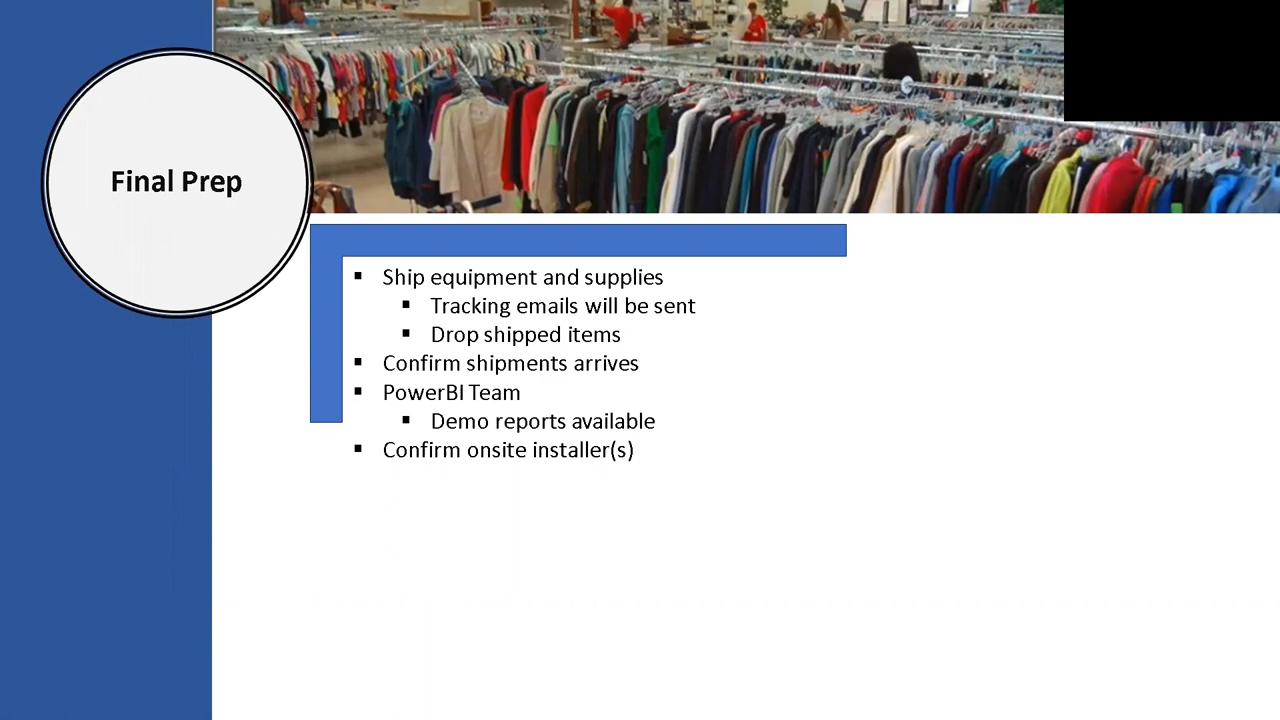 Final Prep
Ship equipment and supplies
Tracking emails will be sent
Drop shipped items
Confirm shipments arrives
PowerBI Team
Demo reports available
Confirm onsite installer(s)